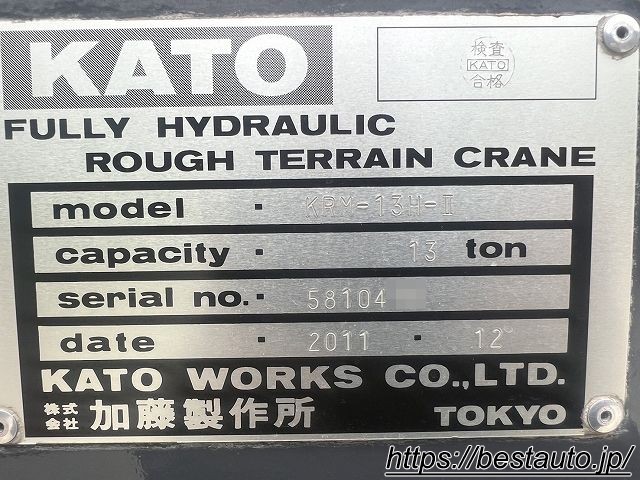 KATO
検査
KATO
合格
FULLY HYDRAULIC
ROUGH TERRAIN CRANE
model · KRM-13H-II
capacity · 13 ton
serial no. · 58104
date · 2011 · 12
KATO WORKS CO.,LTD.
株式会社 加藤製作所 TOKYO
https://bestauto.jp/